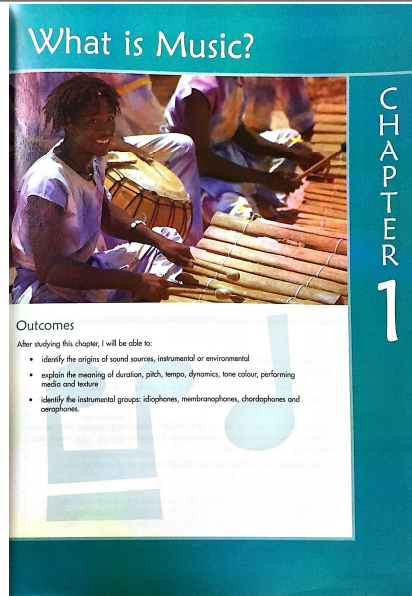 What is Music?
CHAPTER
1
Outcomes
After studying this chapter, I will be able to:
• identify the origins of sound sources, instrumental or environmental
• explain the meaning of duration, pitch, tempo, dynamics, tone colour, performing
media and texture
• identify the instrumental groups: idiophones, membranophones, chordophones and
aerophones.